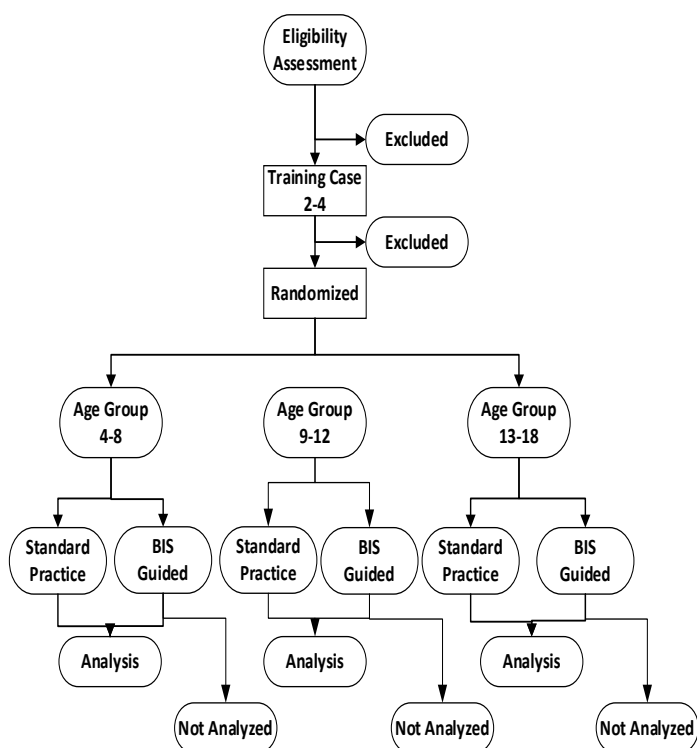 Eligibility
Assessment
Excluded
Training Case
2-4
Excluded
Randomized
Age Group
4-8
Age Group
9-12
Age Group
13-18
Standard
Practice
BIS
Guided
Standard
Practice
BIS
Guided
Standard
Practice
BIS
Guided
Analysis
Analysis
Analysis
Not Analyzed
Not Analyzed
Not Analyzed